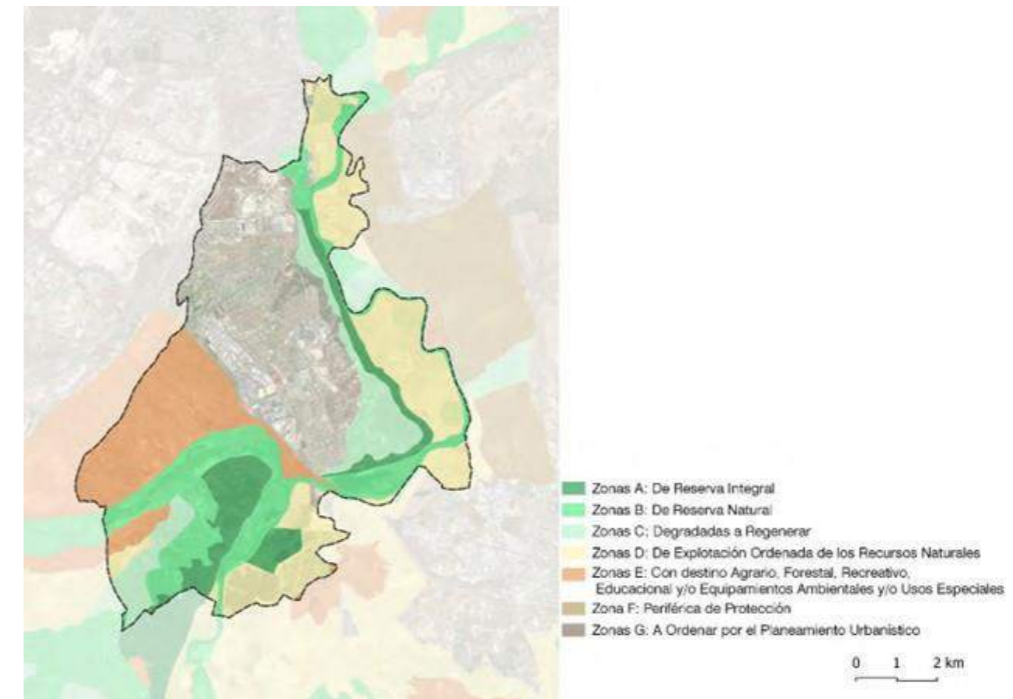 Zonas A: De Reserva Integral
Zonas B: De Reserva Natural
Zonas C: Degradadas a Regenerar
Zonas D: De Explotación Ordenada de los Recursos Naturales
Zonas E: Con destino Agrario, Forestal, Recreativo,
Educacional y/o Equipamientos Ambientales y/o Usos Especiales
Zona F: Periférica de Protección
Zonas G: A Ordenar por el Planeamiento Urbanístico
0 1 2 km